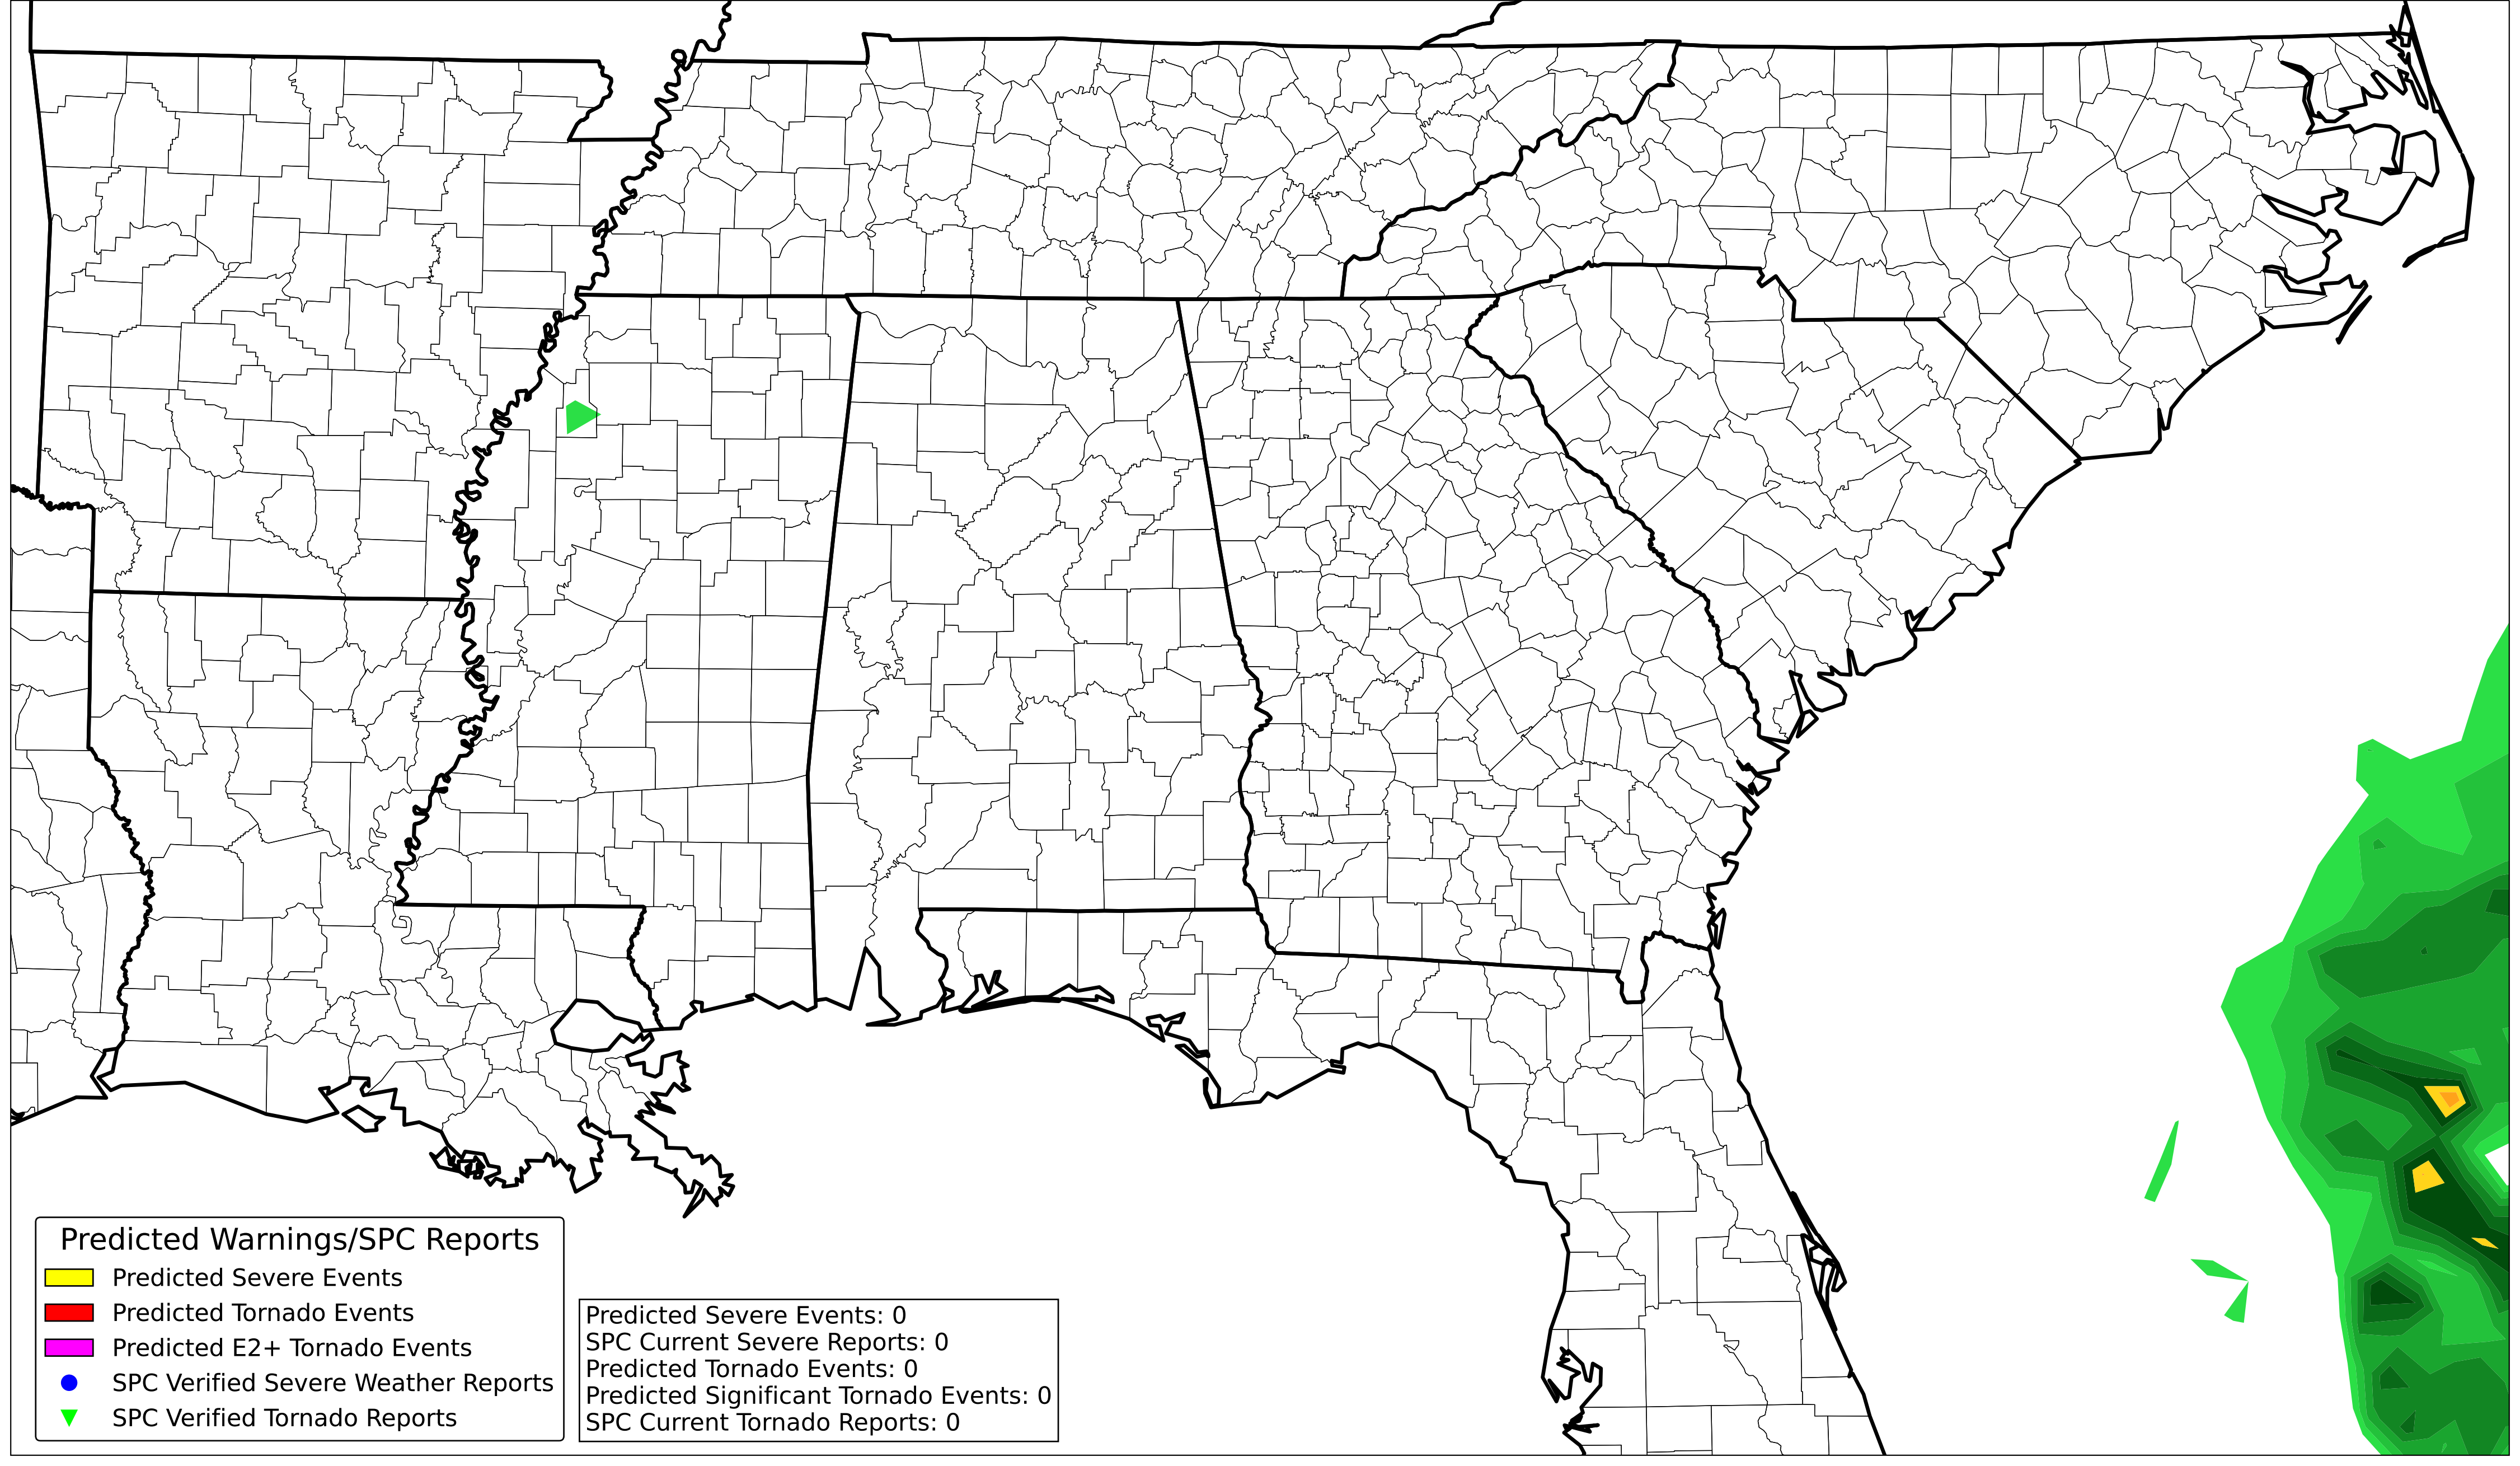 Predicted Warnings/SPC Reports
Predicted Severe Events
Predicted Tornado Events
Predicted E2+ Tornado Events
SPC Verified Severe Weather Reports
SPC Verified Tornado Reports
Predicted Severe Events: 0
SPC Current Severe Reports: 0
Predicted Tornado Events: 0
Predicted Significant Tornado Events: 0
SPC Current Tornado Reports: 0